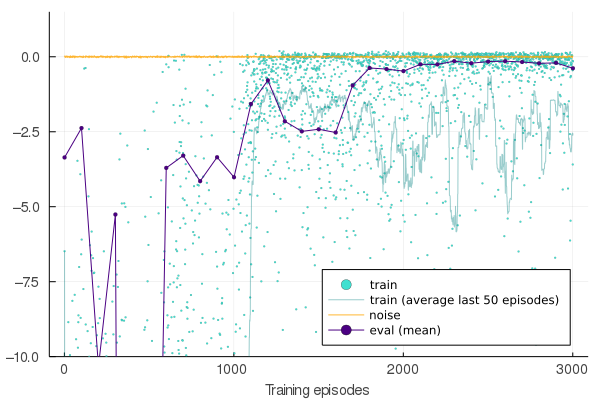 0.0
−2.5
−5.0
−7.5
−10.0
0
1000
2000
3000
Training episodes
train
train (average last 50 episodes)
noise
eval (mean)